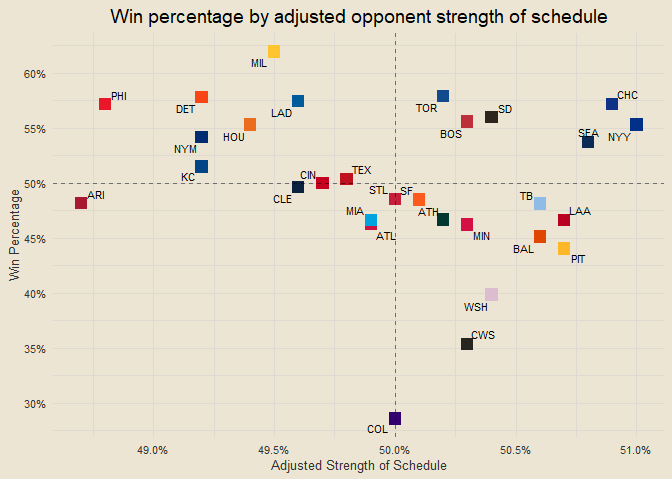 Win percentage by adjusted opponent strength of schedule
MIL
60%
PHI
DET
LAD
TOR
CHC
SD
55%
HOU
BOS
SEA
NYY
NYM
KC
CIN
TEX
50%
ARI
CLE
STL
SF
TB
MIA
ATH
LAA
45%
ATL
MIN
BAL
PIT
40%
WSH
CWS
35%
30%
COL
49.0%
49.5%
50.0%
50.5%
51.0%
Adjusted Strength of Schedule
Win Percentage